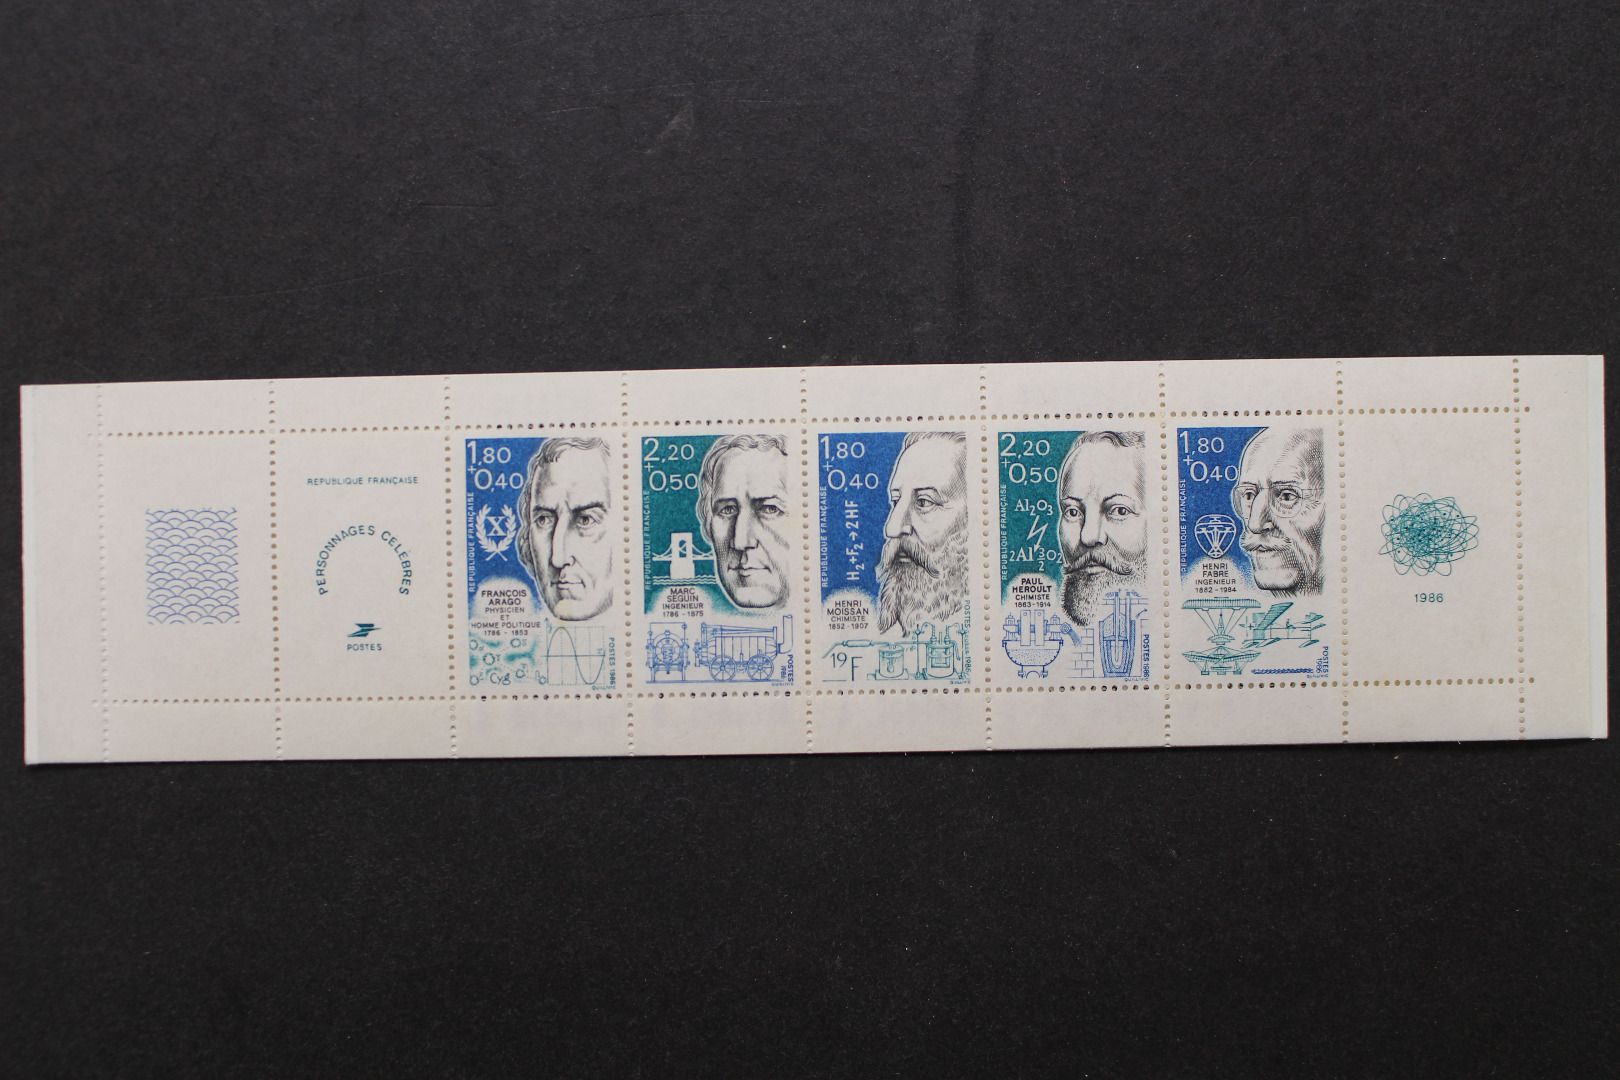 REPUBLIQUE FRANÇAISE
PERSONNAGES CELÈBRES
POSTES
1,80
+0,40
REPUBLIQUE FRANÇAISE
X
FRANÇOIS
ARAGO
PHYSICIEN
ET
HOMME POLITIQUE
1786 - 1853
Cyg
POSTES 1986
2,20
+0,50
REPUBLIQUE FRANÇAISE
MARC
SEGUIN
INGENIEUR
1786 - 1875
POSTES
1986
1,80
+0,40
REPUBLIQUE FRANÇAISE
H2+F2→2HF
HENRI
MOISSAN
CHIMISTE
1852 - 1907
19F
POSTES 1986
2,20
+0,50
REPUBLIQUE FRANÇAISE
Al2O3
2Al 3/2O2
PAUL
HEROULT
CHIMISTE
1863 - 1914
POSTES 1986
1,80
+0,40
REPUBLIQUE FRANÇAISE
HENRI
FABRE
INGENIEUR
1882 - 1984
POSTES
1986
1986